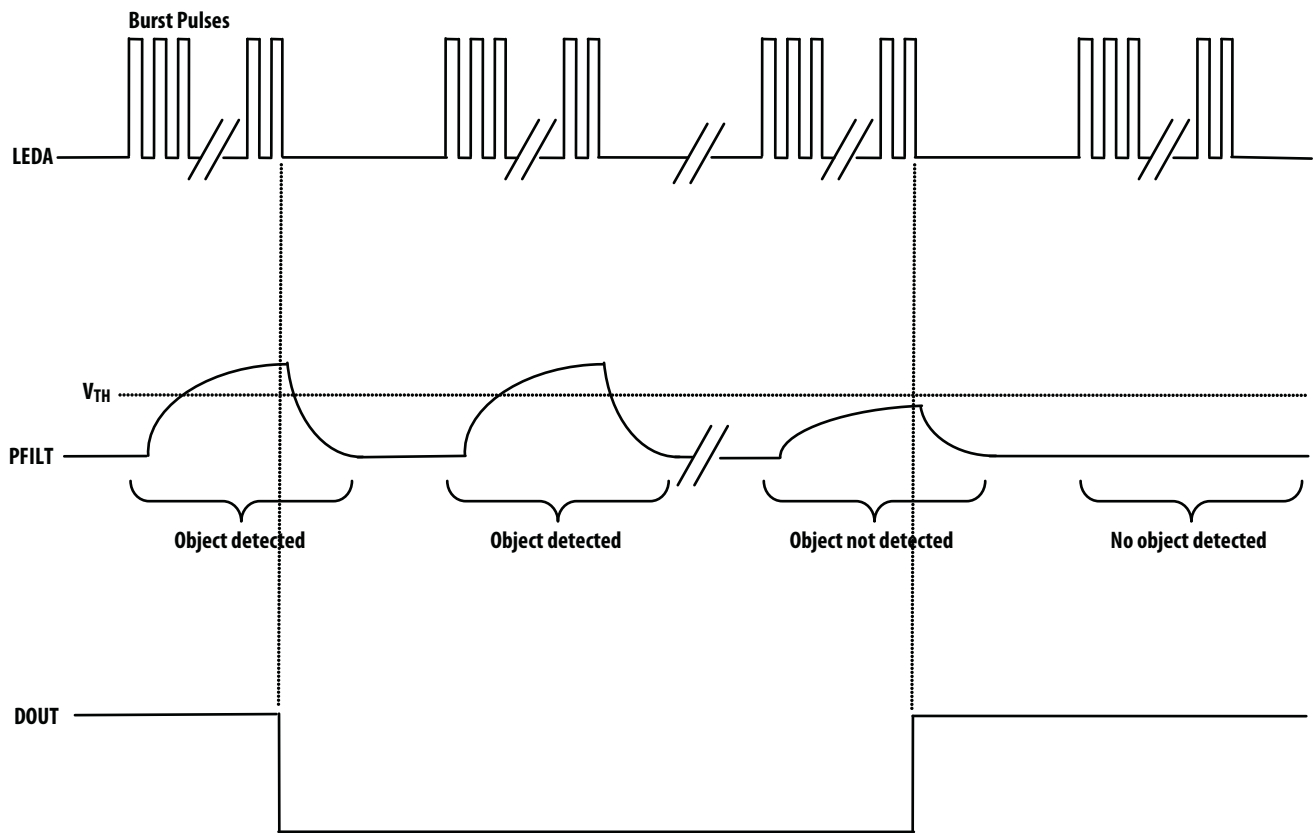 Burst Pulses
LEDA
VTH
PFILT
Object detected
Object detected
Object not detected
No object detected
DOUT